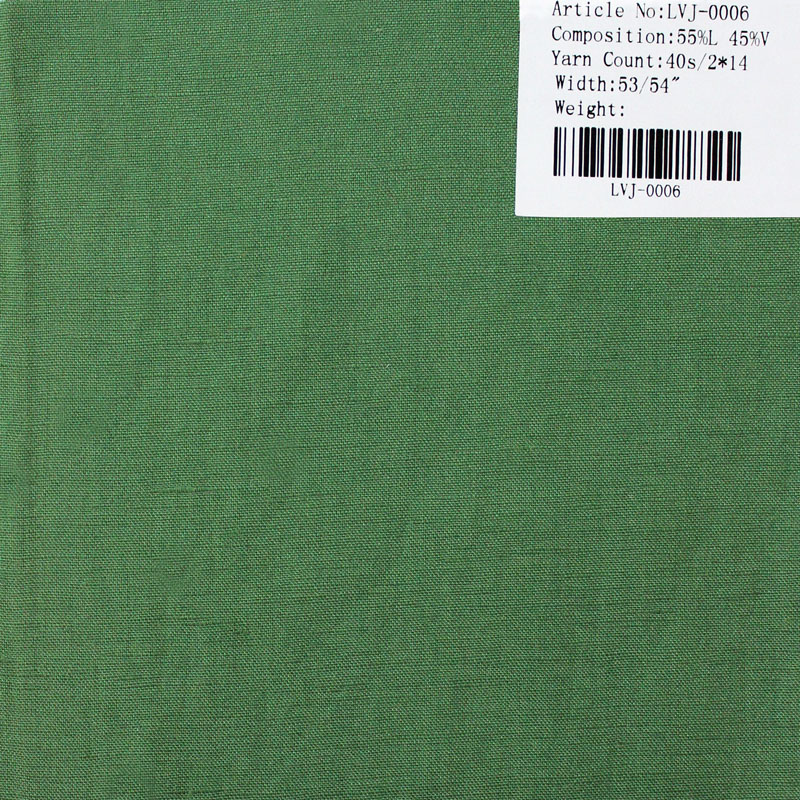 Article No:LVJ-0006
Composition:55%L 45%V
Yarn Count:40s/2*14
Width:53/54″
Weight:
LVJ-0006